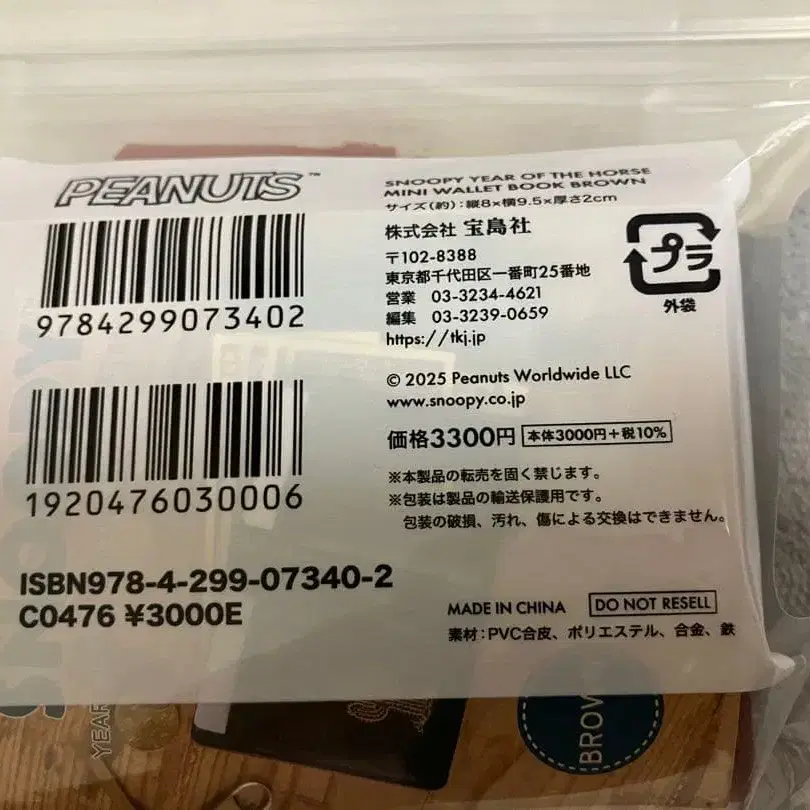 PEANUTS™
9784299073402
1920476030006
ISBN978-4-299-07340-2
C0476 ¥3000E
SNOOPY YEAR OF THE HORSE
MINI WALLET BOOK BROWN
サイズ(約):縦8×横9.5×厚さ2cm
株式会社 宝島社
〒102-8388
東京都千代田区一番町25番地
営業 03-3234-4621
編集 03-3239-0659
https://tkj.jp
プラ
外袋
© 2025 Peanuts Worldwide LLC
www.snoopy.co.jp
価格3300円 本体3000円+税10%
※本製品の転売を固く禁じます。
※包装は製品の輸送保護用です。
包装の破損、汚れ、傷による交換はできません。
MADE IN CHINA DO NOT RESELL
素材:PVC合皮、ポリエステル、合金、鉄
YEAR